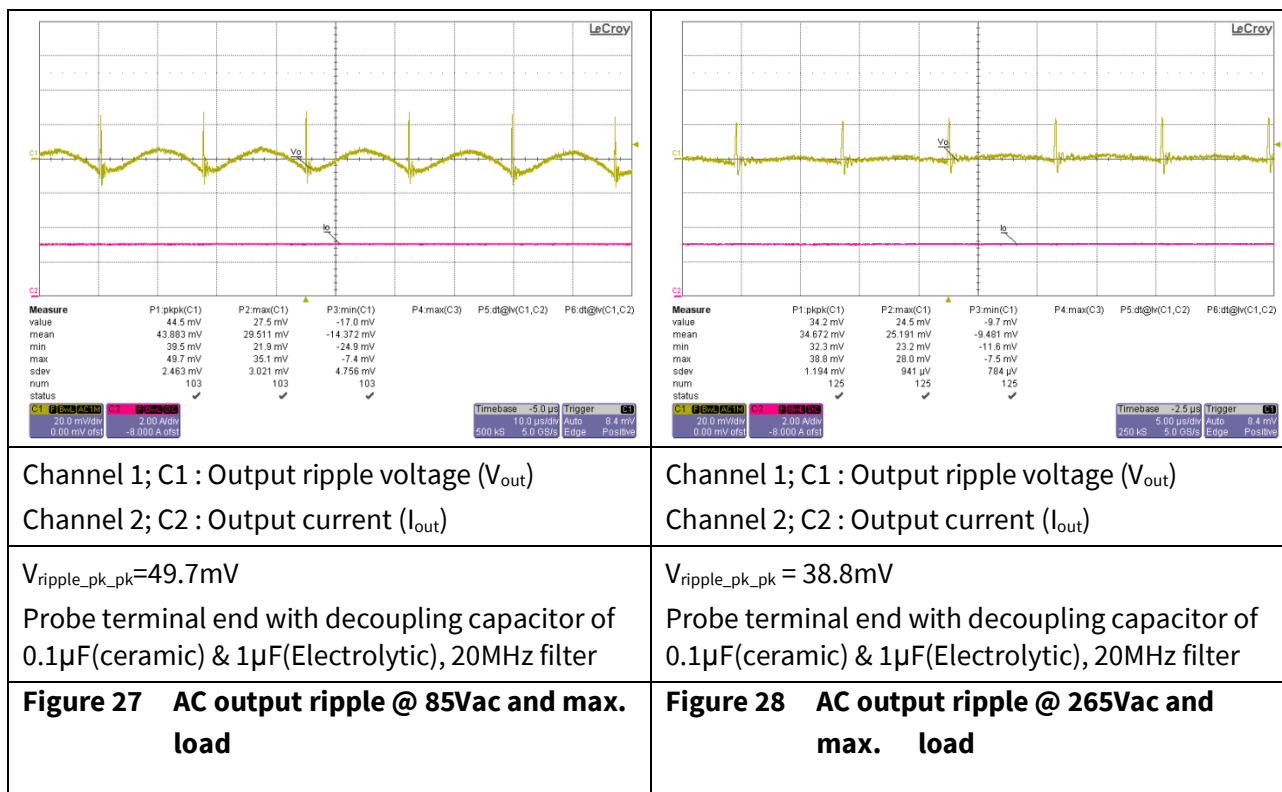 LeCroy
Vo
C1
Io
C2
Measure P1:pkpk(C1) P2:max(C1) P3:min(C1) P4:max(C3) P5:dt@lv(C1,C2) P6:dt@lv(C1,C2)
value 44.5 mV 27.5 mV -17.0 mV
mean 43.883 mV 29.511 mV -14.372 mV
min 39.5 mV 21.9 mV -24.9 mV
max 49.7 mV 35.1 mV -7.4 mV
sdev 2.463 mV 3.021 mV 4.756 mV
num 103 103 103
status ✓ ✓ ✓
C1 F BwL AC1M C2 F BwL DC Timebase -5.0 µs Trigger C1
20.0 mV/div 2.00 A/div 10.0 µs/div Auto 8.4 mV
0.00 mV ofst -8.000 A ofst 500 kS 5.0 GS/s Edge Positive
Channel 1; C1 : Output ripple voltage (Vout)
Channel 2; C2 : Output current (Iout)
Vripple_pk_pk=49.7mV
Probe terminal end with decoupling capacitor of
0.1µF(ceramic) & 1µF(Electrolytic), 20MHz filter
Figure 27 AC output ripple @ 85Vac and max.
load
LeCroy
Vo
C1
Io
C2
Measure P1:pkpk(C1) P2:max(C1) P3:min(C1) P4:max(C3) P5:dt@lv(C1,C2) P6:dt@lv(C1,C2)
value 34.2 mV 24.5 mV -9.7 mV
mean 34.672 mV 25.191 mV -9.481 mV
min 32.3 mV 23.2 mV -11.6 mV
max 38.8 mV 28.0 mV -7.5 mV
sdev 1.194 mV 941 µV 784 µV
num 125 125 125
status ✓ ✓ ✓
C1 F BwL AC1M C2 F BwL DC Timebase -2.5 µs Trigger C1
20.0 mV/div 2.00 A/div 5.00 µs/div Auto 8.4 mV
0.00 mV ofst -8.000 A ofst 250 kS 5.0 GS/s Edge Positive
Channel 1; C1 : Output ripple voltage (Vout)
Channel 2; C2 : Output current (Iout)
Vripple_pk_pk = 38.8mV
Probe terminal end with decoupling capacitor of
0.1µF(ceramic) & 1µF(Electrolytic), 20MHz filter
Figure 28 AC output ripple @ 265Vac and
max. load